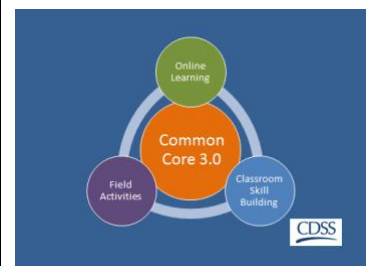 Online
Learning
Common
Core 3.0
Field
Activities
Classroom
Skill
Building
CDSS